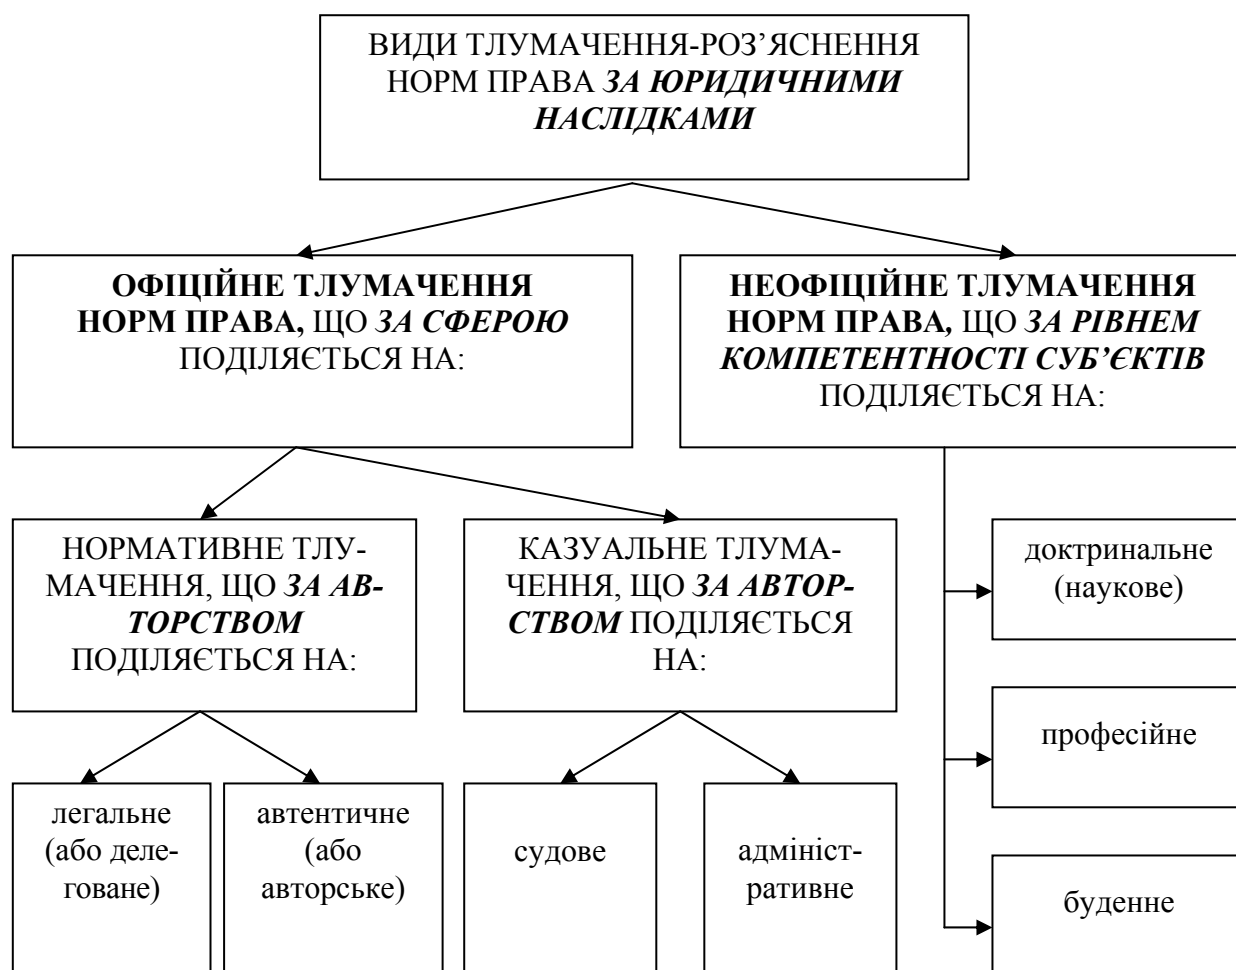 ВИДИ ТЛУМАЧЕННЯ-РОЗ’ЯСНЕННЯ
НОРМ ПРАВА ЗА ЮРИДИЧНИМИ
НАСЛІДКАМИ
ОФІЦІЙНЕ ТЛУМАЧЕННЯ
НОРМ ПРАВА, ЩО ЗА СФЕРОЮ
ПОДІЛЯЄТЬСЯ НА:
НЕОФІЦІЙНЕ ТЛУМАЧЕННЯ
НОРМ ПРАВА, ЩО ЗА РІВНЕМ
КОМПЕТЕНТНОСТІ СУБ’ЄКТІВ
ПОДІЛЯЄТЬСЯ НА:
НОРМАТИВНЕ ТЛУ-
МАЧЕННЯ, ЩО ЗА АВ-
ТОРСТВОМ
ПОДІЛЯЄТЬСЯ НА:
КАЗУАЛЬНЕ ТЛУМА-
ЧЕННЯ, ЩО ЗА АВТОР-
СТВОМ ПОДІЛЯЄТЬСЯ
НА:
легальне
(або деле-
говане)
автентичне
(або
авторське)
судове
адмініст-
ративне
доктринальне
(наукове)
професійне
буденне